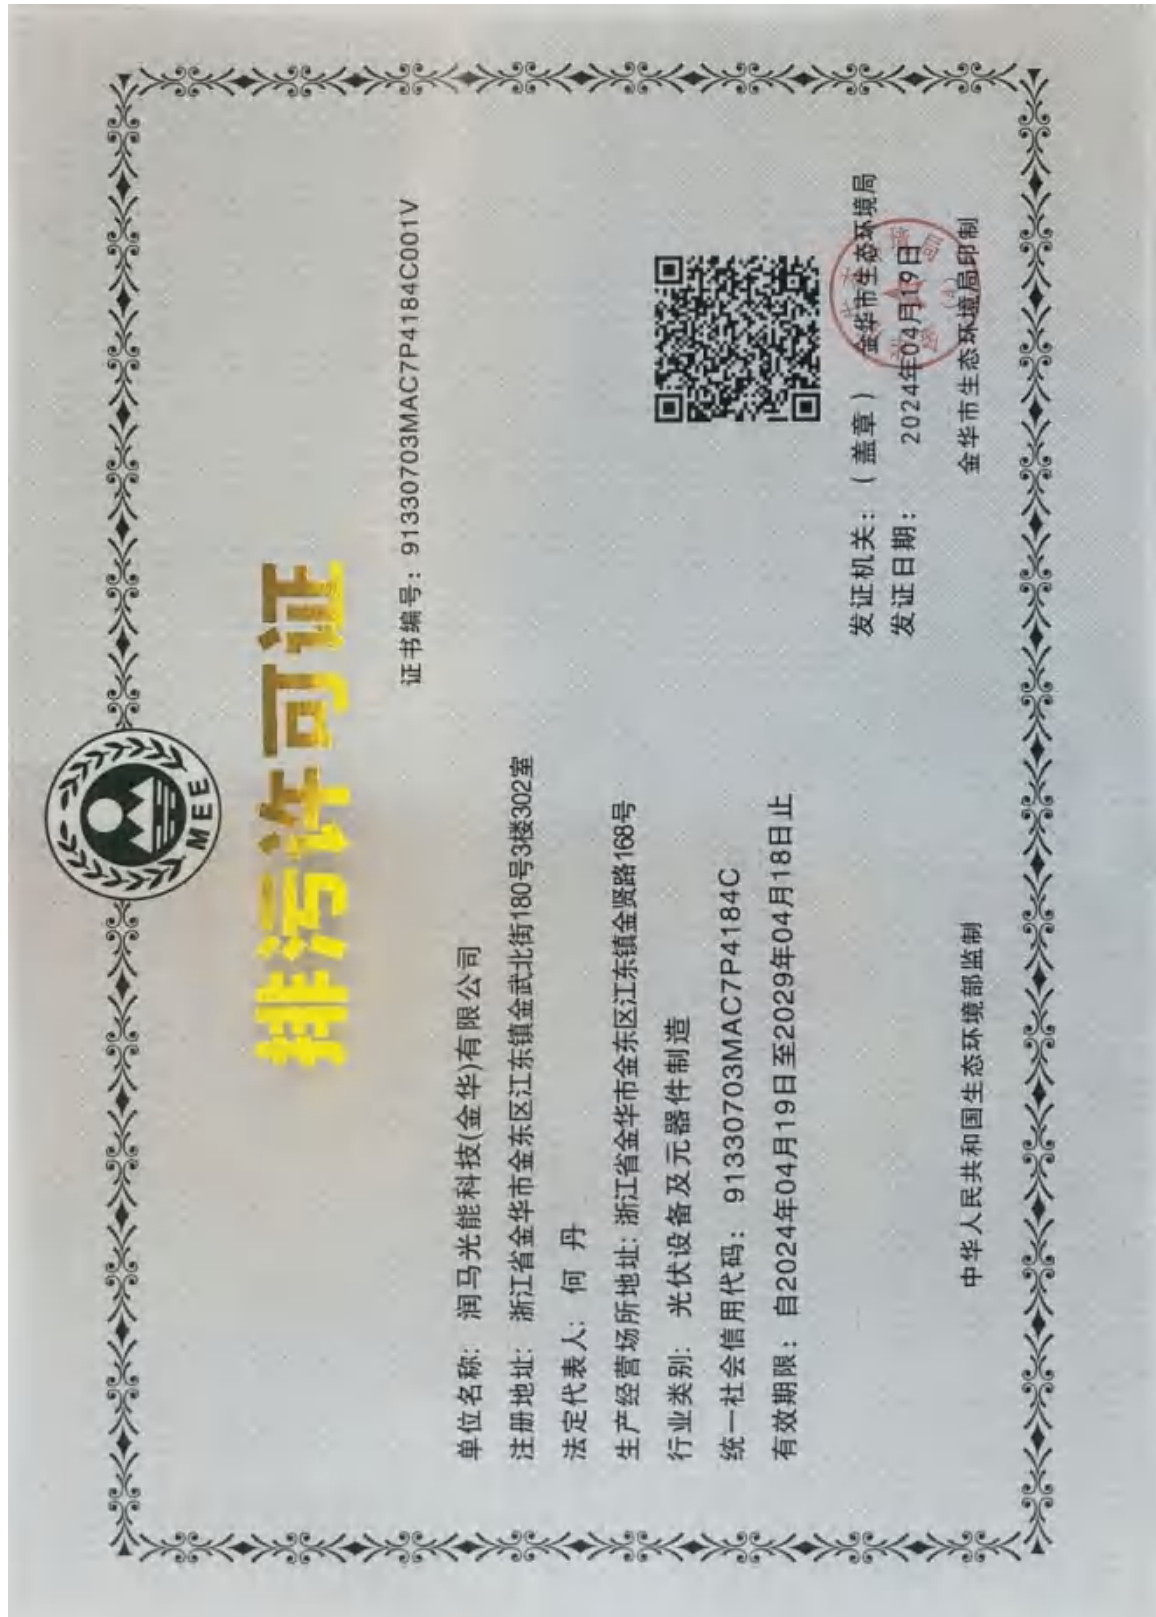 MEE
排污许可证
证书编号：91330703MAC7P4184C001V
单位名称： 润马光能科技(金华)有限公司
注册地址： 浙江省金华市金东区江东镇金武北街180号3楼302室
法定代表人： 何 丹
生产经营场所地址：浙江省金华市金东区江东镇金贤路168号
行业类别： 光伏设备及元器件制造
统一社会信用代码： 91330703MAC7P4184C
有效期限：自2024年04月19日至2029年04月18日止
发证机关：（盖章） 金华市生态环境局
发证日期： 2024年04月19日
中华人民共和国生态环境部监制
金华市生态环境局印制